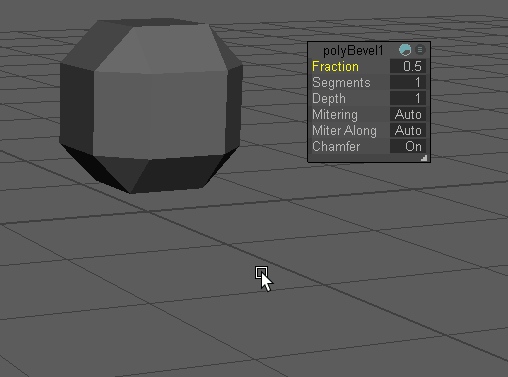 polyBevel1
Fraction 0.5
Segments 1
Depth 1
Mitering Auto
Miter Along Auto
Chamfer On